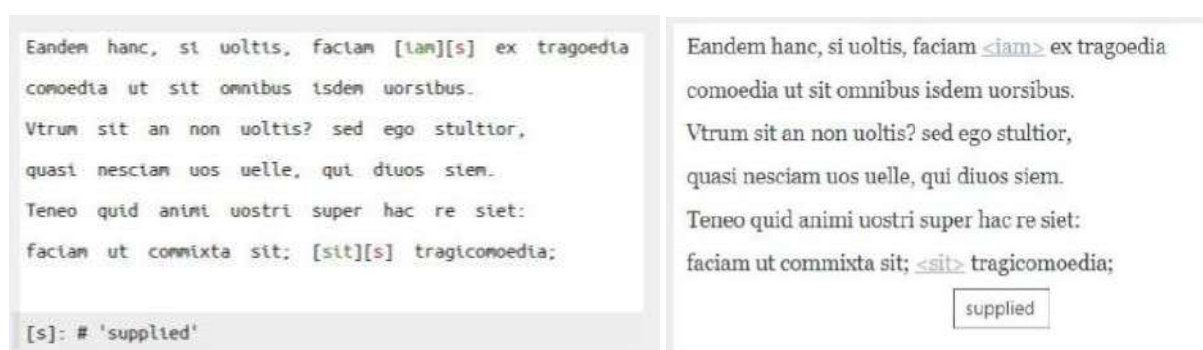 Eandem hanc, si uoltis, faciam [iam][s] ex tragoedia
comoedia ut sit omnibus isdem uorsibus.
Vtrum sit an non uoltis? sed ego stultior,
quasi nesciam uos uelle, qui diuos siem.
Teneo quid animi uostri super hac re siet:
faciam ut commixta sit; [sit][s] tragicomoedia;
[s]: # 'supplied'
Eandem hanc, si uoltis, faciam <iam> ex tragoedia
comoedia ut sit omnibus isdem uorsibus.
Vtrum sit an non uoltis? sed ego stultior,
quasi nesciam uos uelle, qui diuos siem.
Teneo quid animi uostri super hac re siet:
faciam ut commixta sit; <sit> tragicomoedia;
supplied